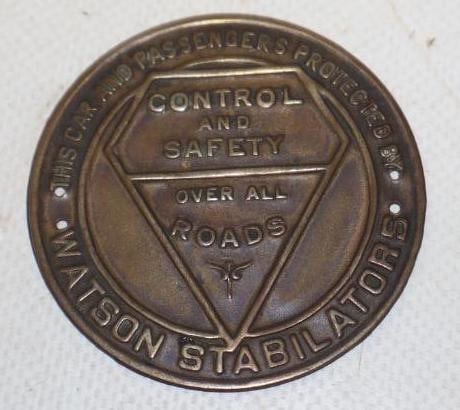 THIS CAR AND PASSENGERS PROTECTED BY
CONTROL
AND
SAFETY
OVER ALL
ROADS
WATSON STABILATORS